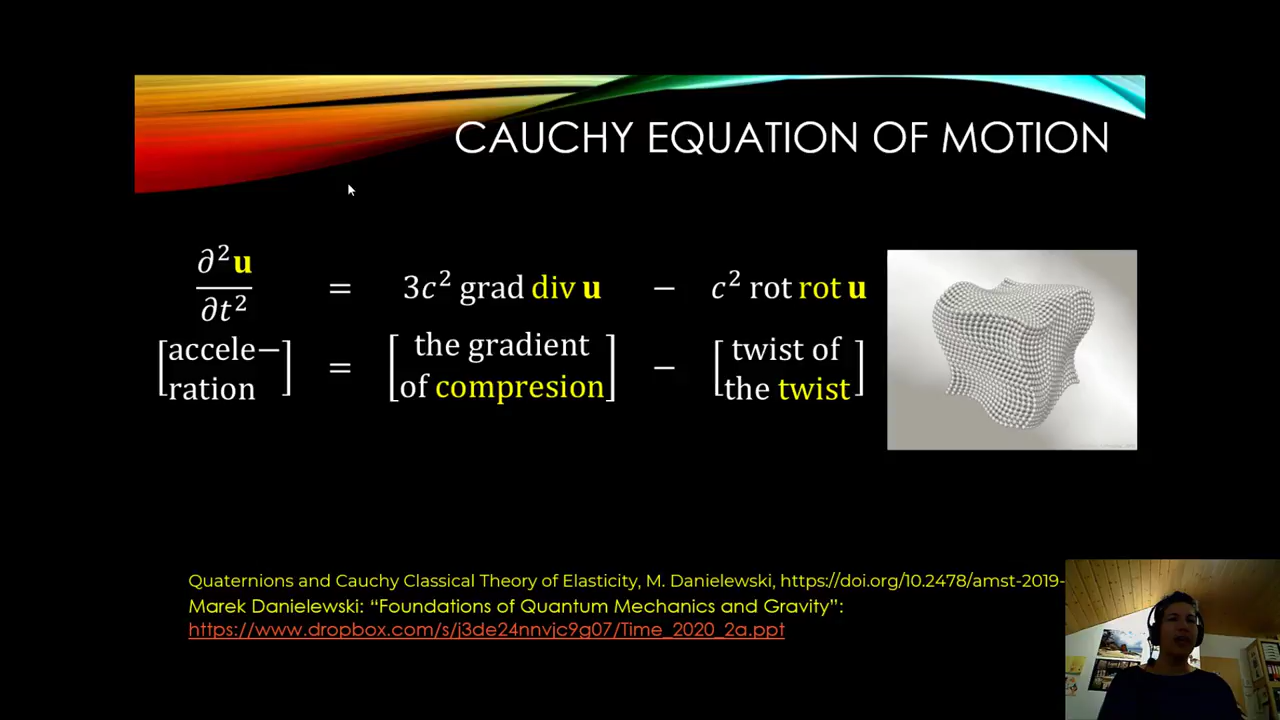 CAUCHY EQUATION OF MOTION
∂²u/∂t² = 3c² grad div u − c² rot rot u
[accele− ration] = [the gradient of compresion] − [twist of the twist]
Quaternions and Cauchy Classical Theory of Elasticity, M. Danielewski, https://doi.org/10.2478/amst-2019-
Marek Danielewski: “Foundations of Quantum Mechanics and Gravity”:
https://www.dropbox.com/s/j3de24nnvjc9g07/Time_2020_2a.ppt